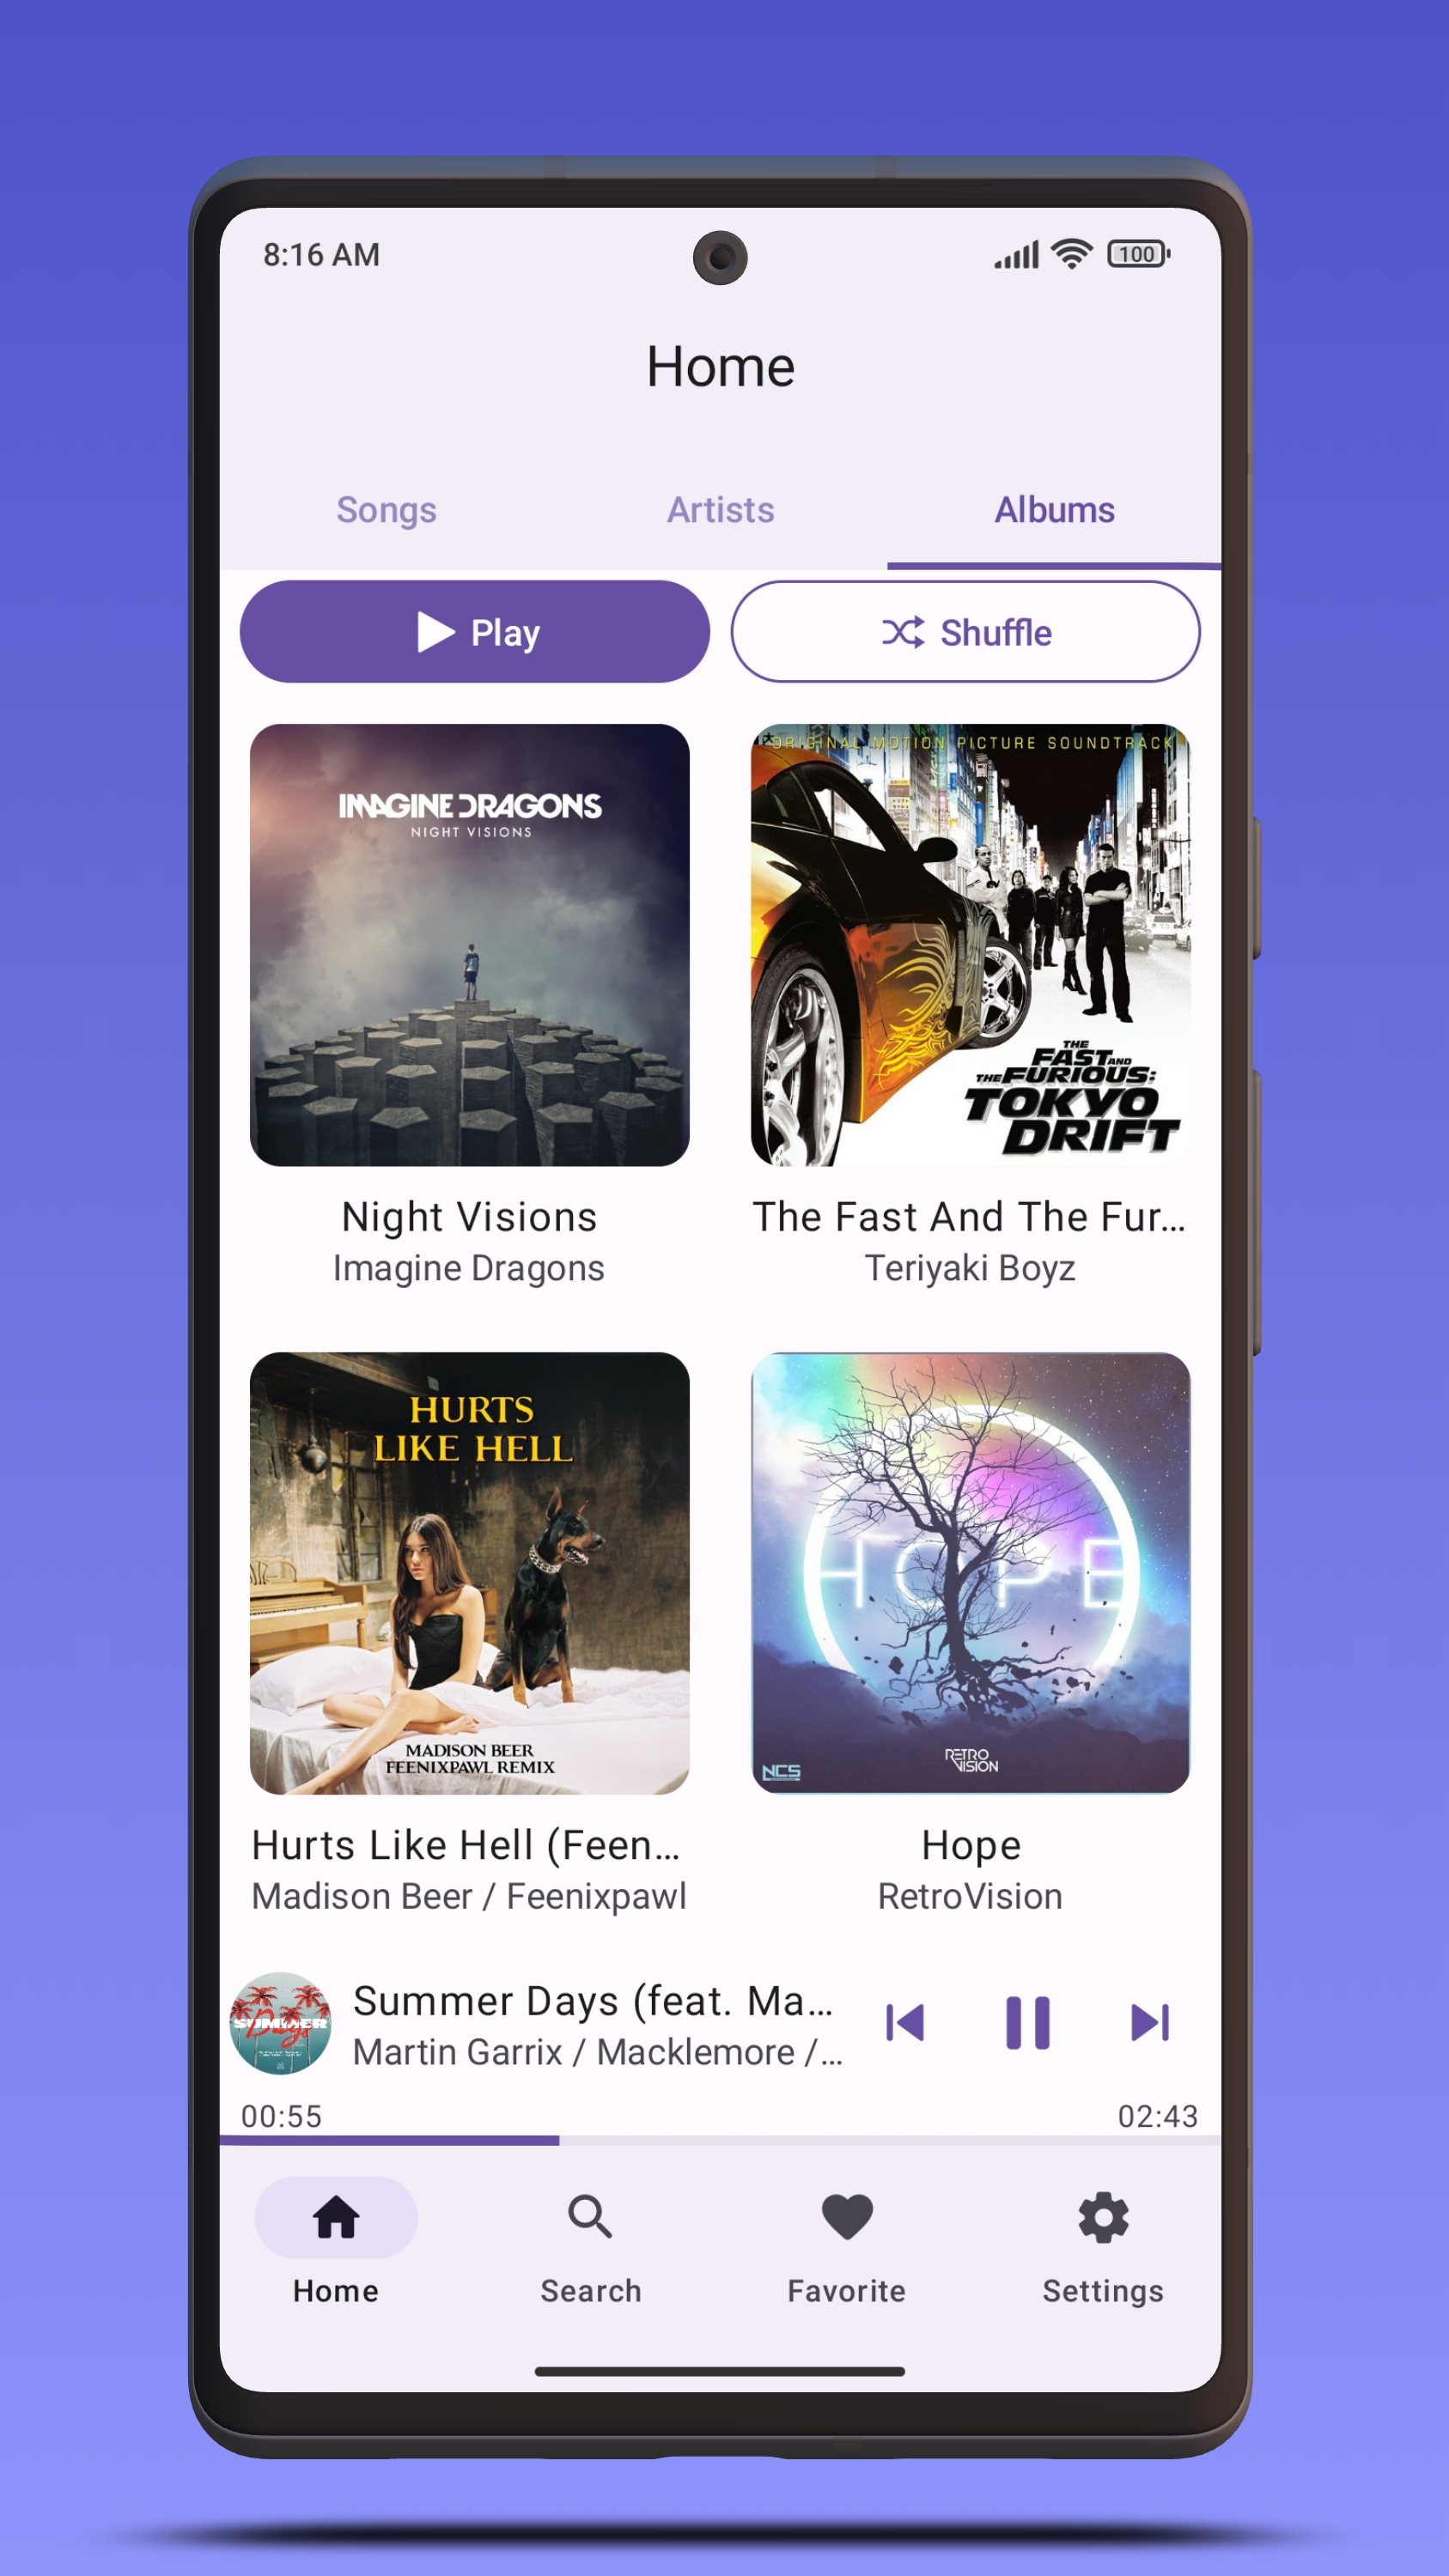 8:16 AM
100
Home
Songs
Artists
Albums
Play
Shuffle
IMAGINE DRAGONS
NIGHT VISIONS
ORIGINAL MOTION PICTURE SOUNDTRACK
THE
FAST AND
THE FURIOUS:
TOKYO
DRIFT
Night Visions
The Fast And The Fur...
Imagine Dragons
Teriyaki Boyz
HURTS
LIKE HELL
MADISON BEER
FEENIXPAWL REMIX
HOPE
RETRO
VISION
NCS
Hurts Like Hell (Feen...
Hope
Madison Beer / Feenixpawl
RetroVision
SUMMER
Days
Summer Days (feat. Ma...
Martin Garrix / Macklemore /...
00:55
02:43
Home
Search
Favorite
Settings